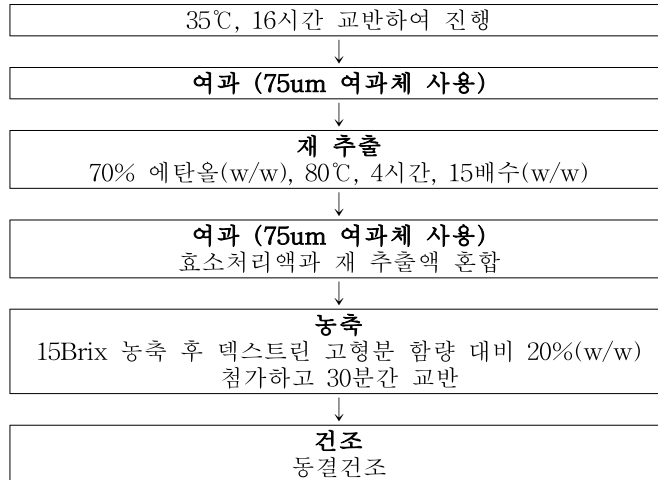 35℃, 16시간 교반하여 진행
↓
여과 (75um 여과체 사용)
↓
재 추출
70% 에탄올(w/w), 80℃, 4시간, 15배수(w/w)
↓
여과 (75um 여과체 사용)
효소처리액과 재 추출액 혼합
↓
농축
15Brix 농축 후 덱스트린 고형분 함량 대비 20%(w/w)
첨가하고 30분간 교반
↓
건조
동결건조